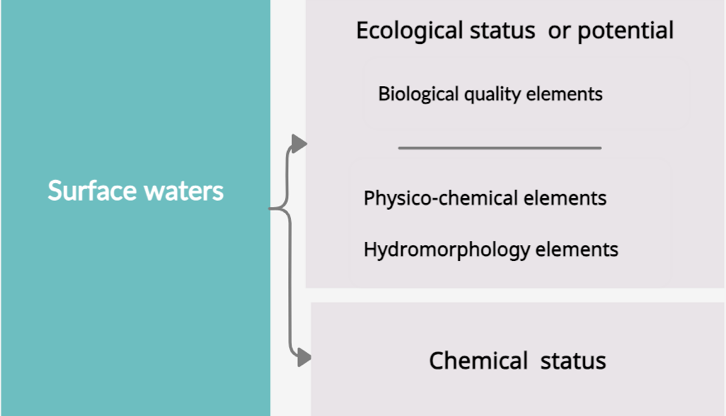 Surface waters
Ecological status or potential
Biological quality elements
Physico-chemical elements
Hydromorphology elements
Chemical status